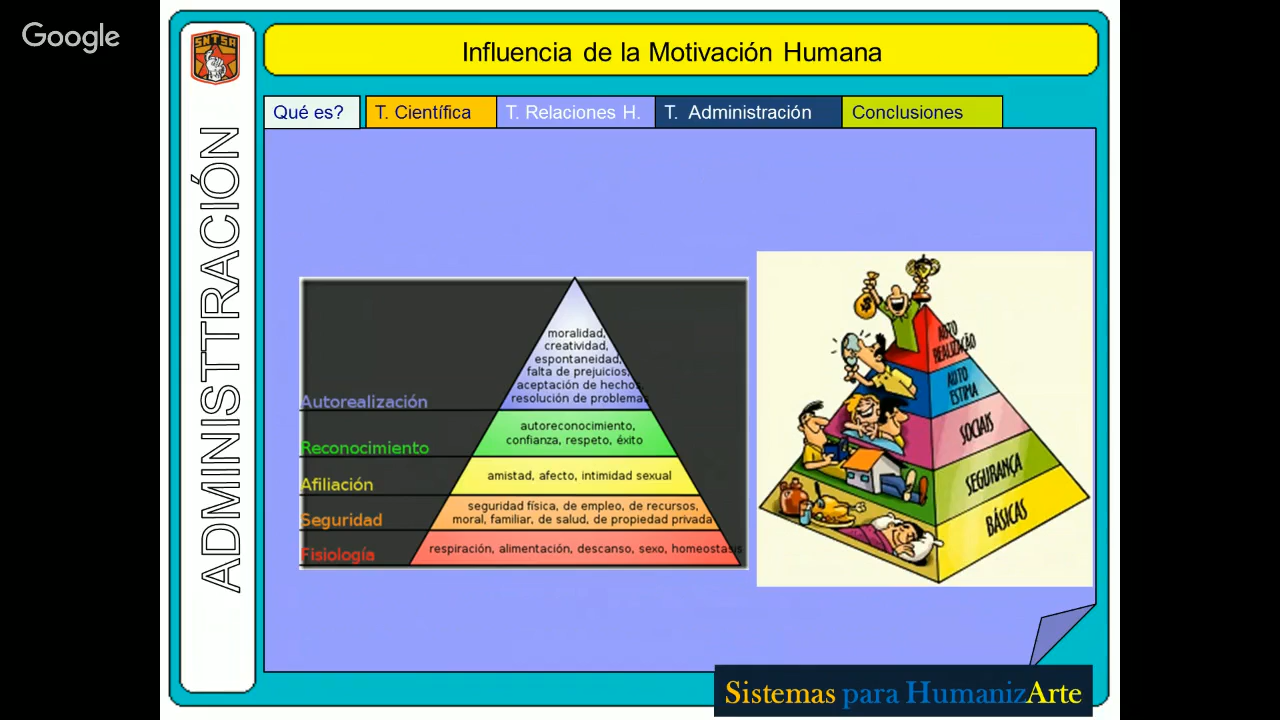 Google
SNTSA
Influencia de la Motivación Humana
Qué es?
T. Científica
T. Relaciones H.
T. Administración
Conclusiones
ADMINISTTRACIÓN
moralidad,
creatividad,
espontaneidad,
falta de prejuicios,
aceptación de hechos,
resolución de problemas
Autorealización
autoreconocimiento,
confianza, respeto, éxito
Reconocimiento
amistad, afecto, intimidad sexual
Afiliación
seguridad física, de empleo, de recursos,
moral, familiar, de salud, de propiedad privada
Seguridad
respiración, alimentación, descanso, sexo, homeostasis
Fisiología
AUTO
REALIZAÇÃO
AUTO
ESTIMA
SOCIAIS
SEGURANÇA
BÁSICAS
Sistemas para HumanizArte